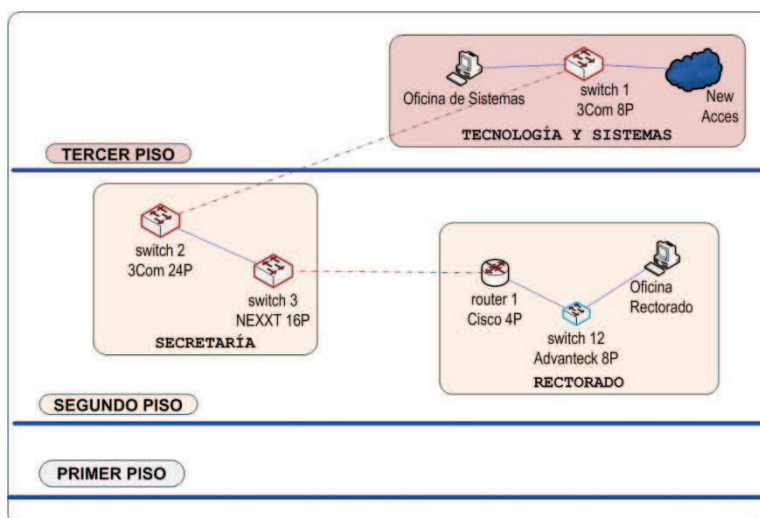 Oficina de Sistemas
switch 1
3Com 8P
New
Acces
TECNOLOGÍA Y SISTEMAS
TERCER PISO
switch 2
3Com 24P
switch 3
NEXXT 16P
SECRETARÍA
router 1
Cisco 4P
Oficina
Rectorado
switch 12
Advanteck 8P
RECTORADO
SEGUNDO PISO
PRIMER PISO